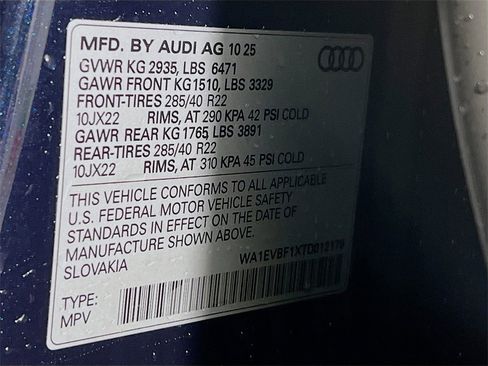 MFD. BY AUDI AG 10 25
GVWR KG 2935, LBS 6471
GAWR FRONT KG1510, LBS 3329
FRONT-TIRES 285/40 R22
10JX22 RIMS, AT 290 KPA 42 PSI COLD
GAWR REAR KG1765, LBS 3891
REAR-TIRES 285/40 R22
10JX22 RIMS, AT 310 KPA 45 PSI COLD
THIS VEHICLE CONFORMS TO ALL APPLICABLE
U.S. FEDERAL MOTOR VEHICLE SAFETY
STANDARDS IN EFFECT ON THE DATE OF
MANUFACTURE SHOWN ABOVE.
SLOVAKIA
WA1EVBF1XTD012179
TYPE:
MPV